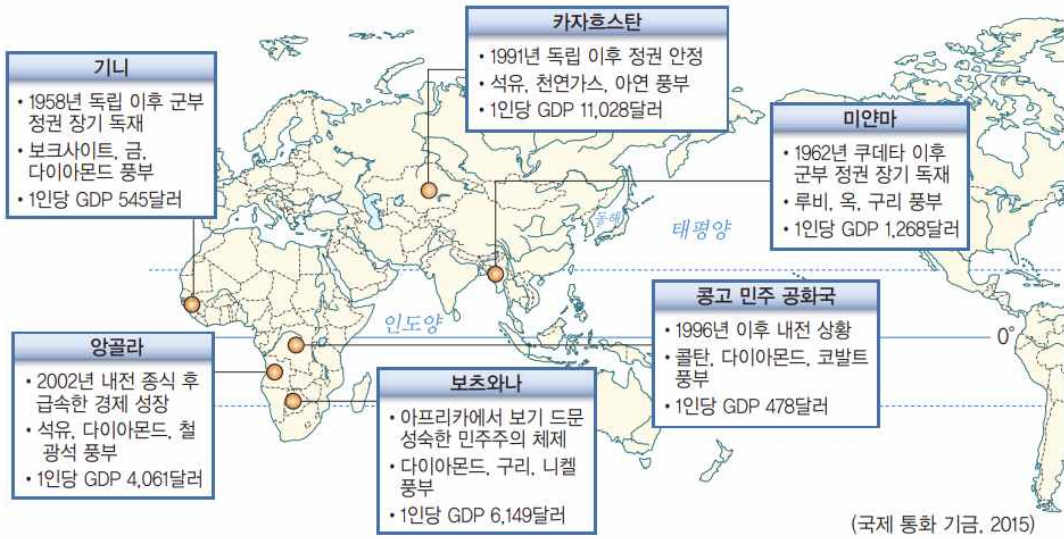 카자흐스탄
• 1991년 독립 이후 정권 안정
• 석유, 천연가스, 아연 풍부
• 1인당 GDP 11,028달러
기니
• 1958년 독립 이후 군부
정권 장기 독재
• 보크사이트, 금,
다이아몬드 풍부
• 1인당 GDP 545달러
미얀마
• 1962년 쿠데타 이후
군부 정권 장기 독재
• 루비, 옥, 구리 풍부
• 1인당 GDP 1,268달러
동해
태평양
인도양
콩고 민주 공화국
• 1996년 이후 내전 상황
• 콜탄, 다이아몬드, 코발트
풍부
• 1인당 GDP 478달러
0°
앙골라
• 2002년 내전 종식 후
급속한 경제 성장
• 석유, 다이아몬드, 철
광석 풍부
• 1인당 GDP 4,061달러
보츠와나
• 아프리카에서 보기 드문
성숙한 민주주의 체제
• 다이아몬드, 구리, 니켈
풍부
• 1인당 GDP 6,149달러
(국제 통화 기금, 2015)